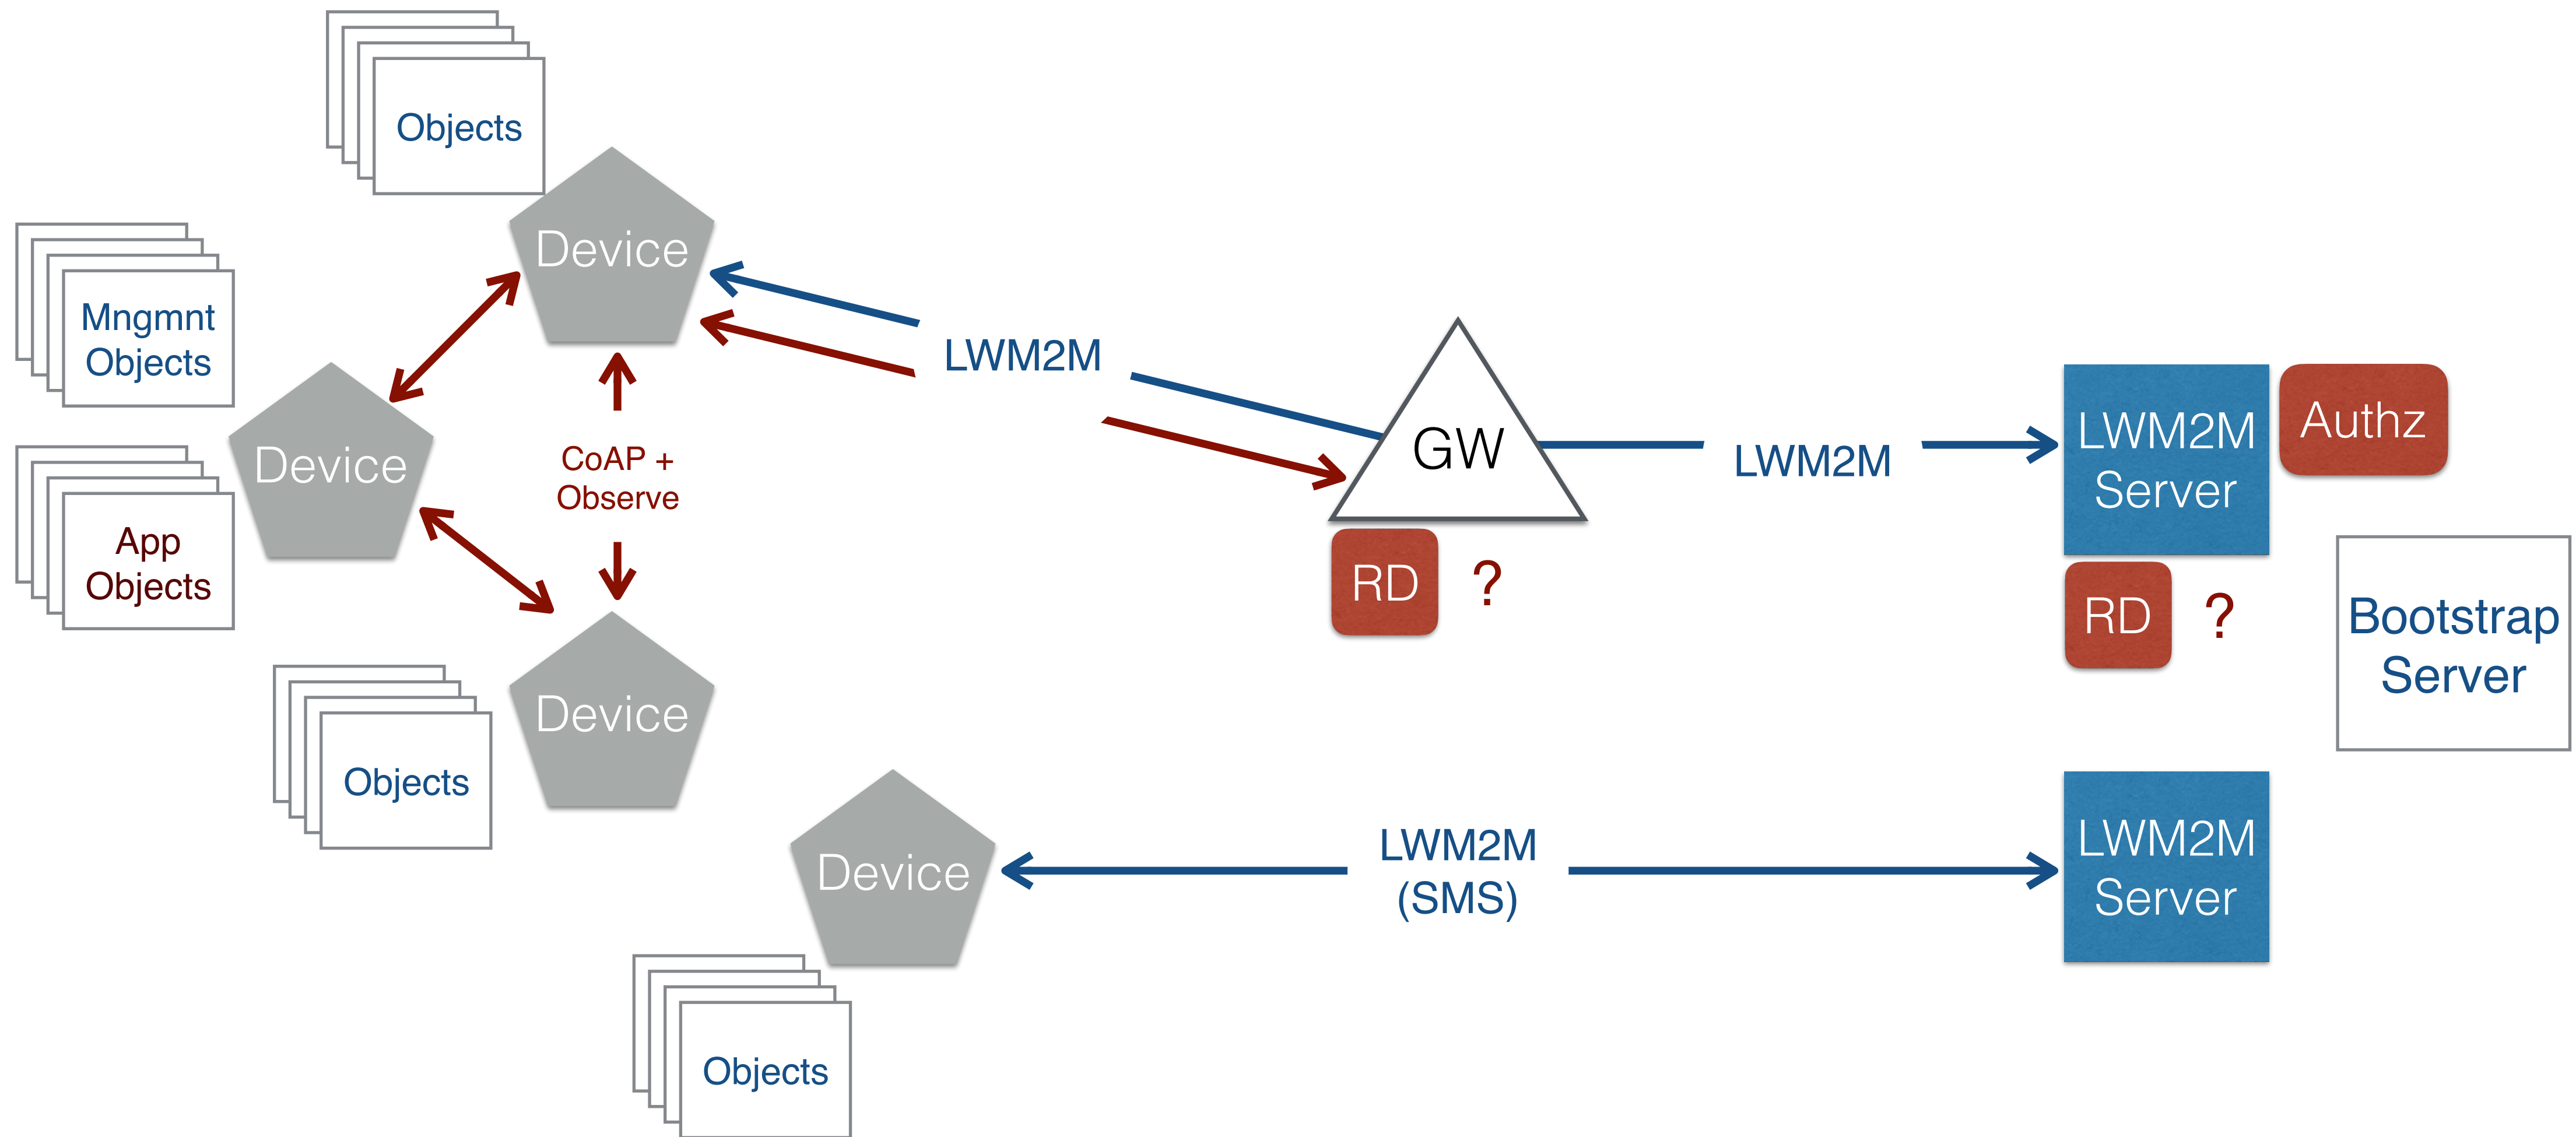 Objects
Device
Mngmnt
Objects
Device
App
Objects
CoAP +
Observe
LWM2M
GW
RD
?
LWM2M
LWM2M
Server
Authz
RD
?
Bootstrap
Server
Device
Objects
Device
Objects
LWM2M
(SMS)
LWM2M
Server